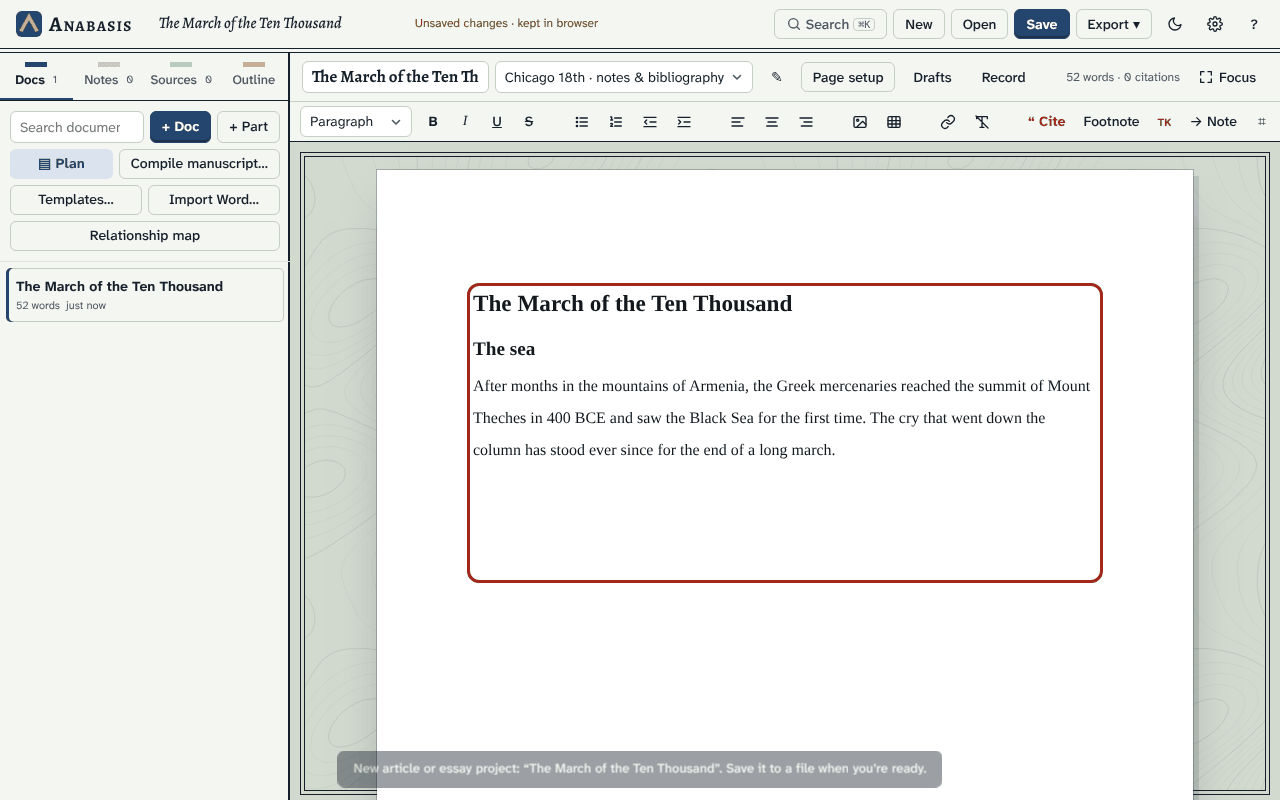 ANABASIS
The March of the Ten Thousand
Unsaved changes · kept in browser
Search ⌘K
New
Open
Save
Export ▾
?
Docs 1
Notes 0
Sources 0
Outline
The March of the Ten Th
Chicago 18th · notes & bibliography
✎
Page setup
Drafts
Record
52 words · 0 citations
Focus
Search documer
+ Doc
+ Part
Paragraph
B
I
U
S
❝ Cite
Footnote
TK
→ Note
⌗
▤ Plan
Compile manuscript...
Templates...
Import Word...
Relationship map
The March of the Ten Thousand
52 words just now
The March of the Ten Thousand
The sea
After months in the mountains of Armenia, the Greek mercenaries reached the summit of Mount
Theches in 400 BCE and saw the Black Sea for the first time. The cry that went down the
column has stood ever since for the end of a long march.
New article or essay project: “The March of the Ten Thousand”. Save it to a file when you’re ready.